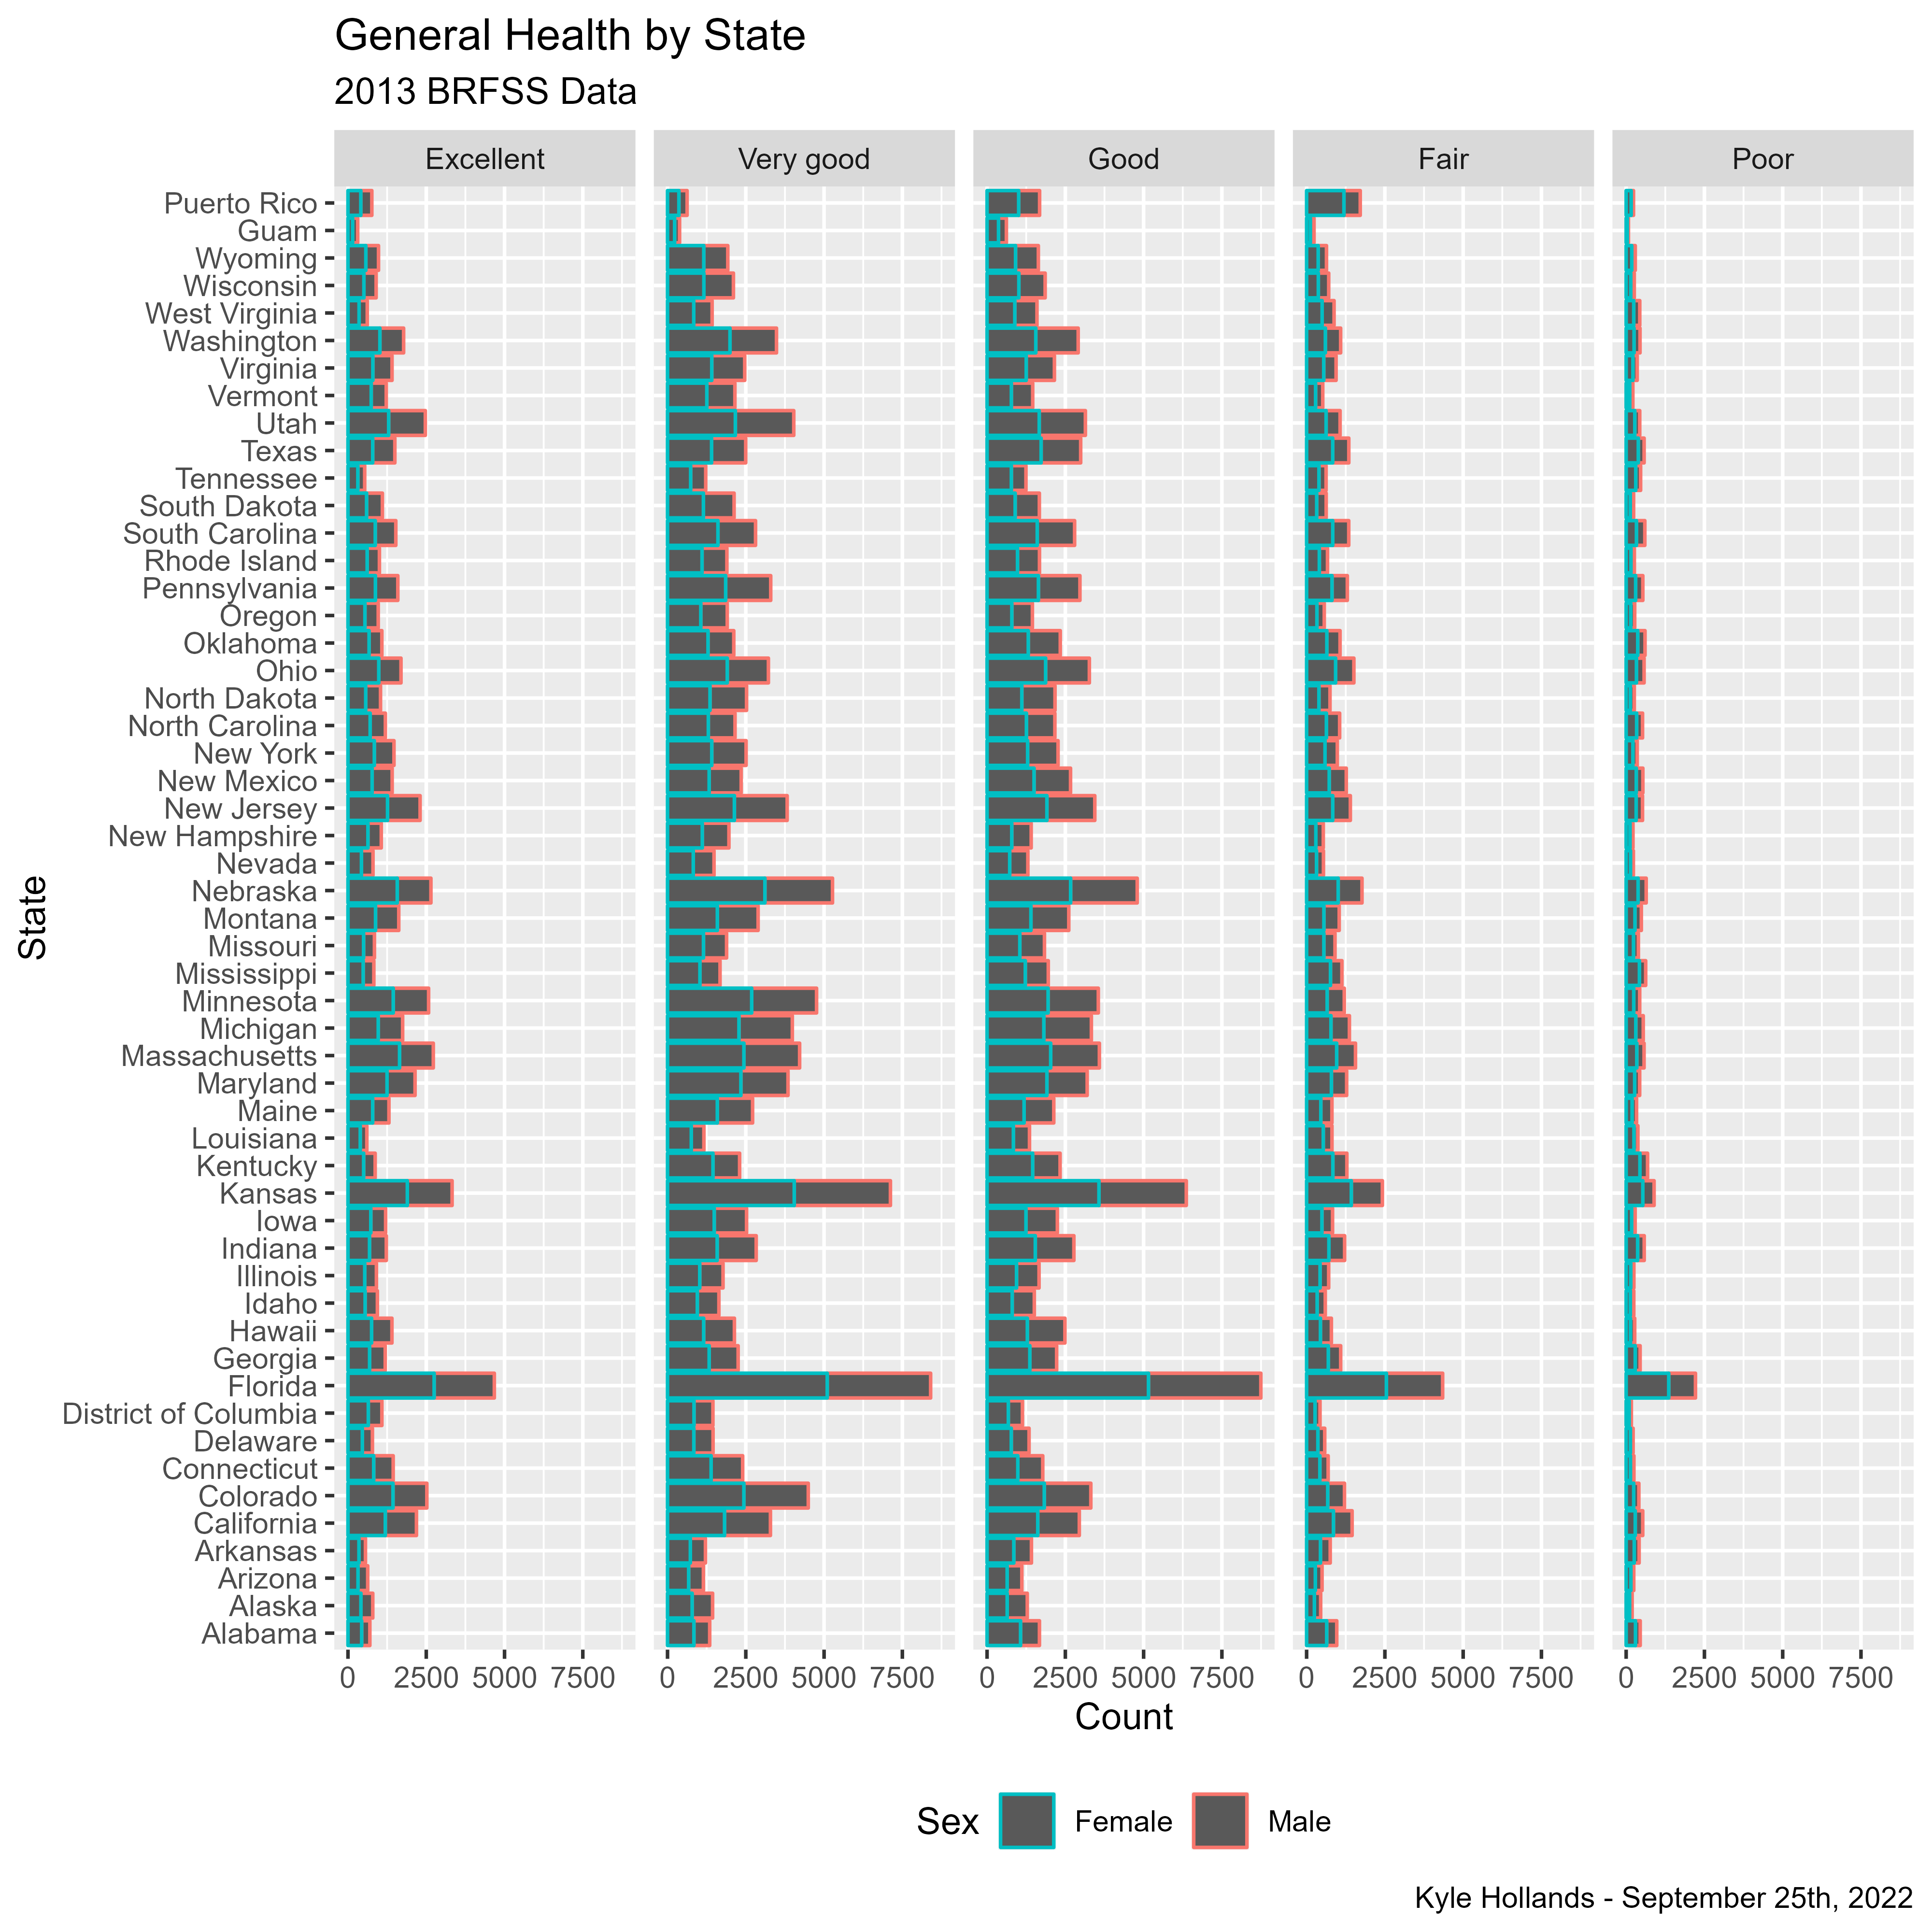 General Health by State
2013 BRFSS Data
Excellent
Very good
Good
Fair
Poor
State
Puerto Rico
Guam
Wyoming
Wisconsin
West Virginia
Washington
Virginia
Vermont
Utah
Texas
Tennessee
South Dakota
South Carolina
Rhode Island
Pennsylvania
Oregon
Oklahoma
Ohio
North Dakota
North Carolina
New York
New Mexico
New Jersey
New Hampshire
Nevada
Nebraska
Montana
Missouri
Mississippi
Minnesota
Michigan
Massachusetts
Maryland
Maine
Louisiana
Kentucky
Kansas
Iowa
Indiana
Illinois
Idaho
Hawaii
Georgia
Florida
District of Columbia
Delaware
Connecticut
Colorado
California
Arkansas
Arizona
Alaska
Alabama
0 2500 5000 7500
0 2500 5000 7500
0 2500 5000 7500
0 2500 5000 7500
0 2500 5000 7500
Count
Sex Female Male
Kyle Hollands - September 25th, 2022